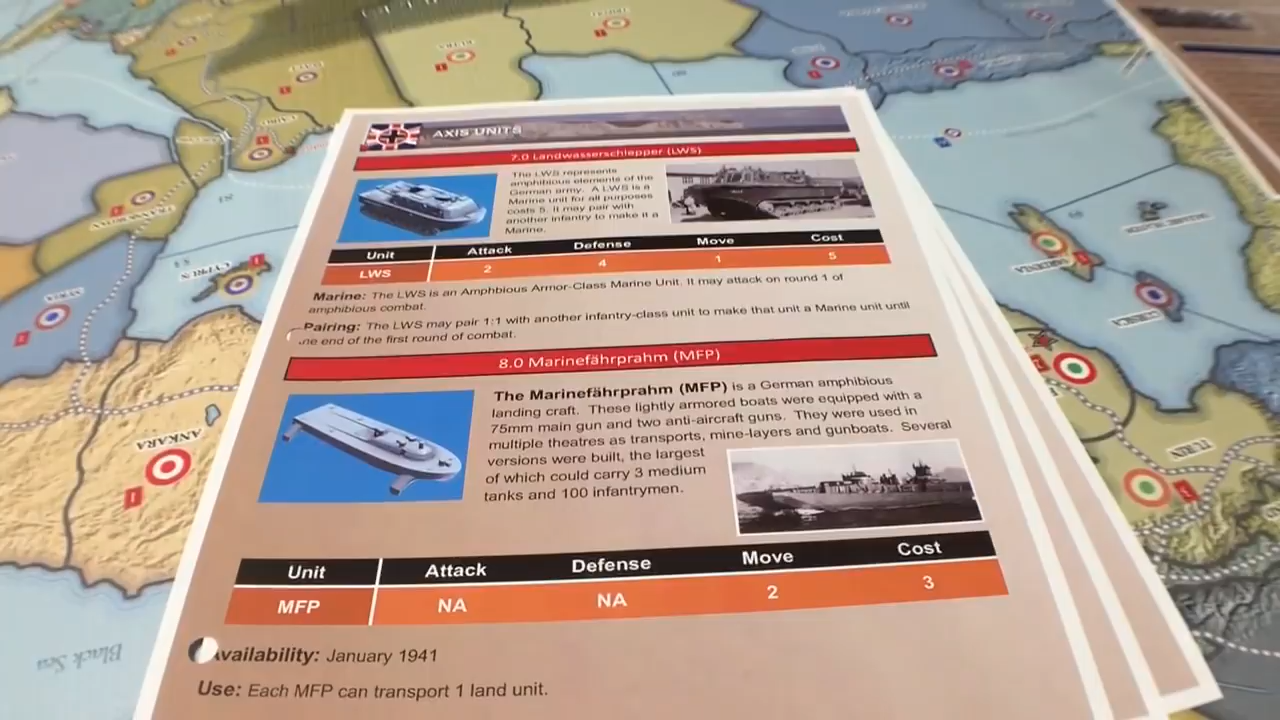 AXIS UNITS
7.0 Landwasserschlepper (LWS)
The LWS represents
amphibious elements of the
German army. A LWS is a
Marine unit for all purposes
costs 5. It may pair with
another infantry to make it a
Marine.
Unit Attack Defense Move Cost
LWS 2 4 1 5
Marine: The LWS is an Amphbious Armor-Class Marine Unit. It may attack on round 1 of
amphibious combat.
Pairing: The LWS may pair 1:1 with another infantry-class unit to make that unit a Marine unit until
he end of the first round of combat.
8.0 Marinefährprahm (MFP)
The Marinefährprahm (MFP) is a German amphibious
landing craft. These lightly armored boats were equipped with a
75mm main gun and two anti-aircraft guns. They were used in
multiple theatres as transports, mine-layers and gunboats. Several
versions were built, the largest
of which could carry 3 medium
tanks and 100 infantrymen.
Unit Attack Defense Move Cost
MFP NA NA 2 3
Availability: January 1941
Use: Each MFP can transport 1 land unit.
CYPRUS
SYRIA
ANKARA
Black Sea
CAIRO
TURIN
CORSICA
SARDINIA